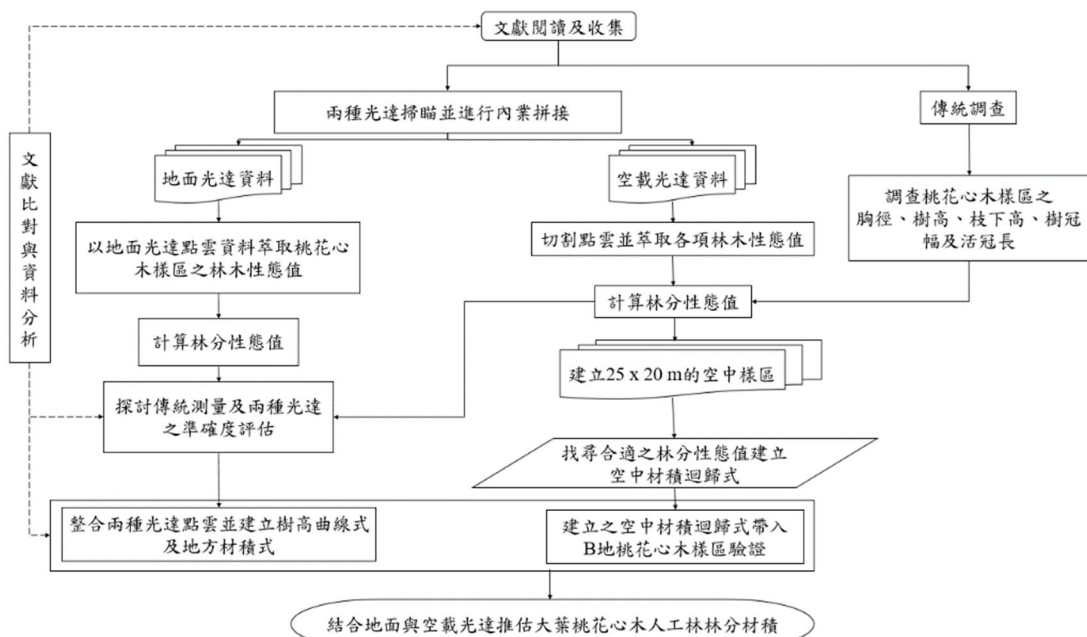 文獻閱讀及收集
兩種光達掃瞄並進行內業拼接
傳統調查
文獻比對與資料分析
地面光達資料
空載光達資料
調查桃花心木樣區之
胸徑、樹高、枝下高、樹冠
幅及活冠長
以地面光達點雲資料萃取桃花心
木樣區之林木性態值
切割點雲並萃取各項林木性態值
計算林分性態值
計算林分性態值
建立25 x 20 m的空中樣區
探討傳統測量及兩種光達
之準確度評估
找尋合適之林分性態值建立
空中材積迴歸式
整合兩種光達點雲並建立樹高曲線式
及地方材積式
建立之空中材積迴歸式帶入
B地桃花心木樣區驗證
結合地面與空載光達推估大葉桃花心木人工林林分材積